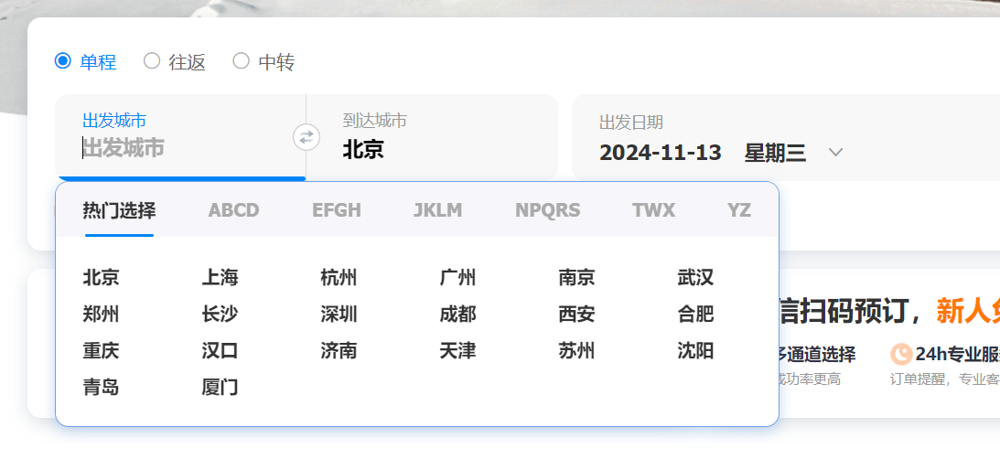 单程 往返 中转
出发城市 到达城市 出发日期
出发城市 北京 2024-11-13 星期三
热门选择 ABCD EFGH JKLM NPQRS TWX YZ
北京 上海 杭州 广州 南京 武汉
郑州 长沙 深圳 成都 西安 合肥
信扫码预订，新人
重庆 汉口 济南 天津 苏州 沈阳
通道选择 24h专业服
青岛 厦门
成功率更高 订单提醒，专业客